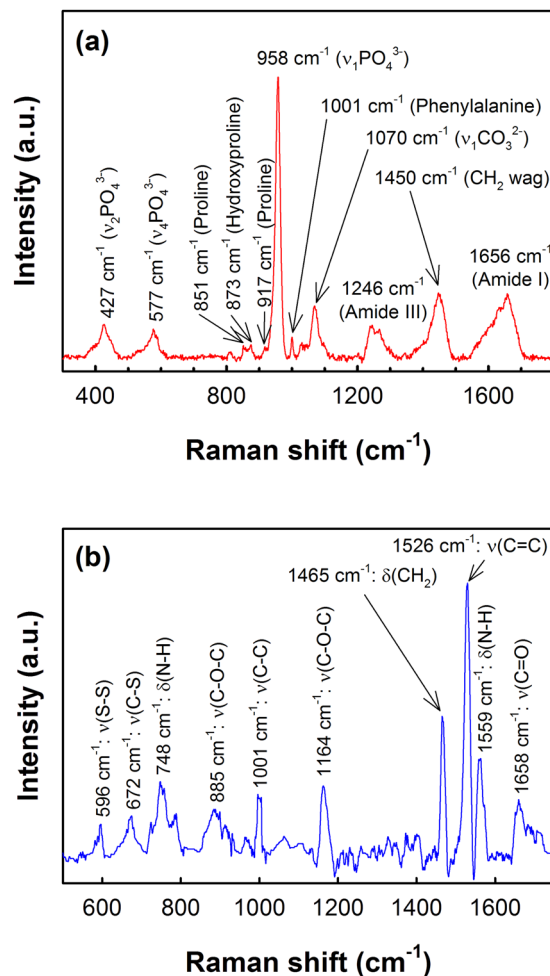 (a)
958 cm⁻¹ (ν₁PO₄³⁻)
1001 cm⁻¹ (Phenylalanine)
1070 cm⁻¹ (ν₁CO₃²⁻)
1450 cm⁻¹ (CH₂ wag)
427 cm⁻¹ (ν₂PO₄³⁻)
577 cm⁻¹ (ν₄PO₄³⁻)
851 cm⁻¹ (Proline)
873 cm⁻¹ (Hydroxyproline)
917 cm⁻¹ (Proline)
1246 cm⁻¹
(Amide III)
1656 cm⁻¹
(Amide I)
Intensity (a.u.)
400 800 1200 1600
Raman shift (cm⁻¹)
(b)
1526 cm⁻¹: ν(C=C)
1465 cm⁻¹: δ(CH₂)
596 cm⁻¹: ν(S-S)
672 cm⁻¹: ν(C-S)
748 cm⁻¹: δ(N-H)
885 cm⁻¹: ν(C-O-C)
1001 cm⁻¹: ν(C-C)
1164 cm⁻¹: ν(C-O-C)
1559 cm⁻¹: δ(N-H)
1658 cm⁻¹: ν(C=O)
Intensity (a.u.)
600 800 1000 1200 1400 1600
Raman shift (cm⁻¹)